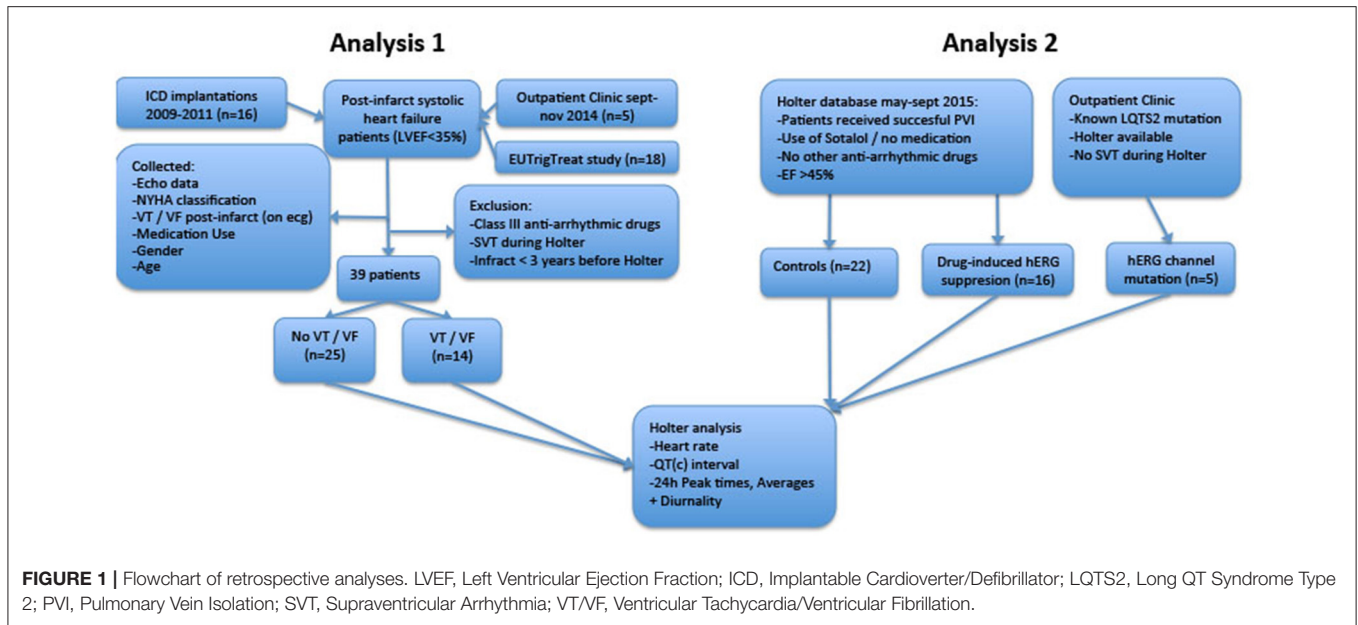 Analysis 1
ICD implantations
2009-2011 (n=16)
Post-infarct systolic
heart failure
patients (LVEF<35%)
Outpatient Clinic sept-
nov 2014 (n=5)
EUTrigTreat study (n=18)
Collected:
-Echo data
-NYHA classification
-VT / VF post-infarct (on ecg)
-Medication Use
-Gender
-Age
Exclusion:
-Class III anti-arrhythmic drugs
-SVT during Holter
-Infract < 3 years before Holter
39 patients
No VT / VF
(n=25)
VT / VF
(n=14)
Analysis 2
Holter database may-sept 2015:
-Patients received succesful PVI
-Use of Sotalol / no medication
-No other anti-arrhythmic drugs
-EF >45%
Outpatient Clinic
-Known LQTS2 mutation
-Holter available
-No SVT during Holter
Controls (n=22)
Drug-induced hERG
suppresion (n=16)
hERG channel
mutation (n=5)
Holter analysis
-Heart rate
-QT(c) interval
-24h Peak times, Averages
+ Diurnality
FIGURE 1 | Flowchart of retrospective analyses. LVEF, Left Ventricular Ejection Fraction; ICD, Implantable Cardioverter/Defibrillator; LQTS2, Long QT Syndrome Type
2; PVI, Pulmonary Vein Isolation; SVT, Supraventricular Arrhythmia; VT/VF, Ventricular Tachycardia/Ventricular Fibrillation.